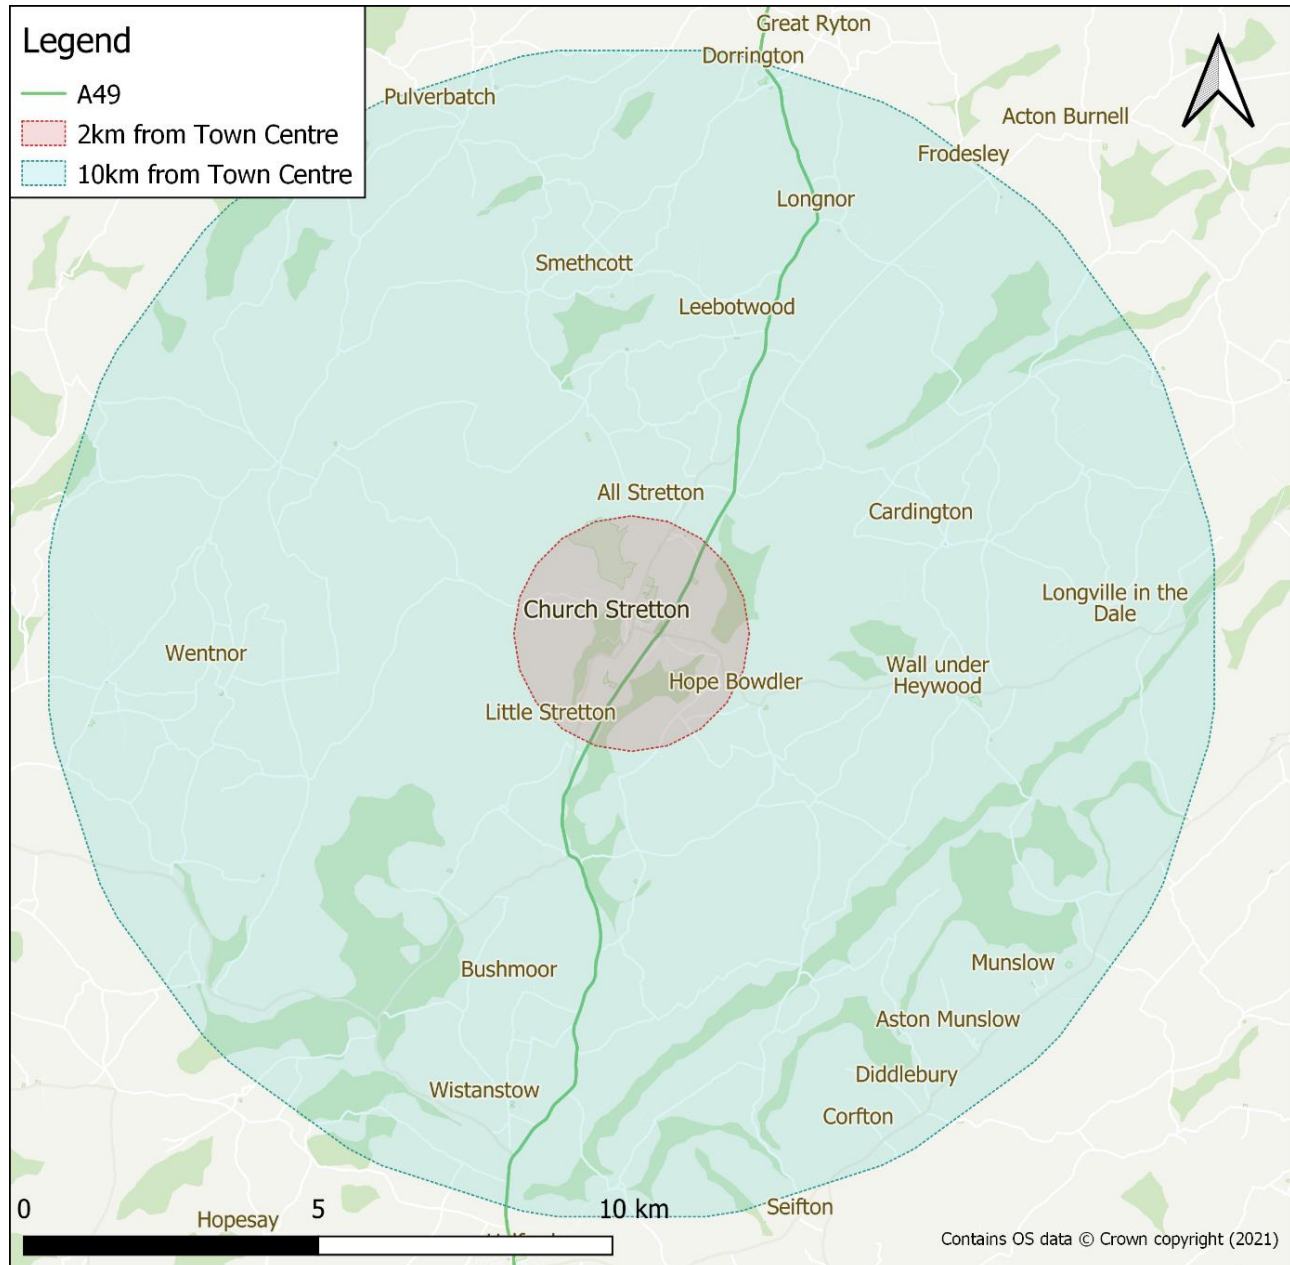 Legend
A49
2km from Town Centre
10km from Town Centre
Great Ryton
Dorrington
Pulverbatch
Acton Burnell
Frodesley
Longnor
Smethcott
Leebotwood
All Stretton
Cardington
Longville in the
Dale
Church Stretton
Wentnor
Wall under
Heywood
Hope Bowdler
Little Stretton
Bushmoor
Munslow
Aston Munslow
Diddlebury
Wistanstow
Corfton
Seifton
Hopesay
0 5 10 km
Contains OS data © Crown copyright (2021)